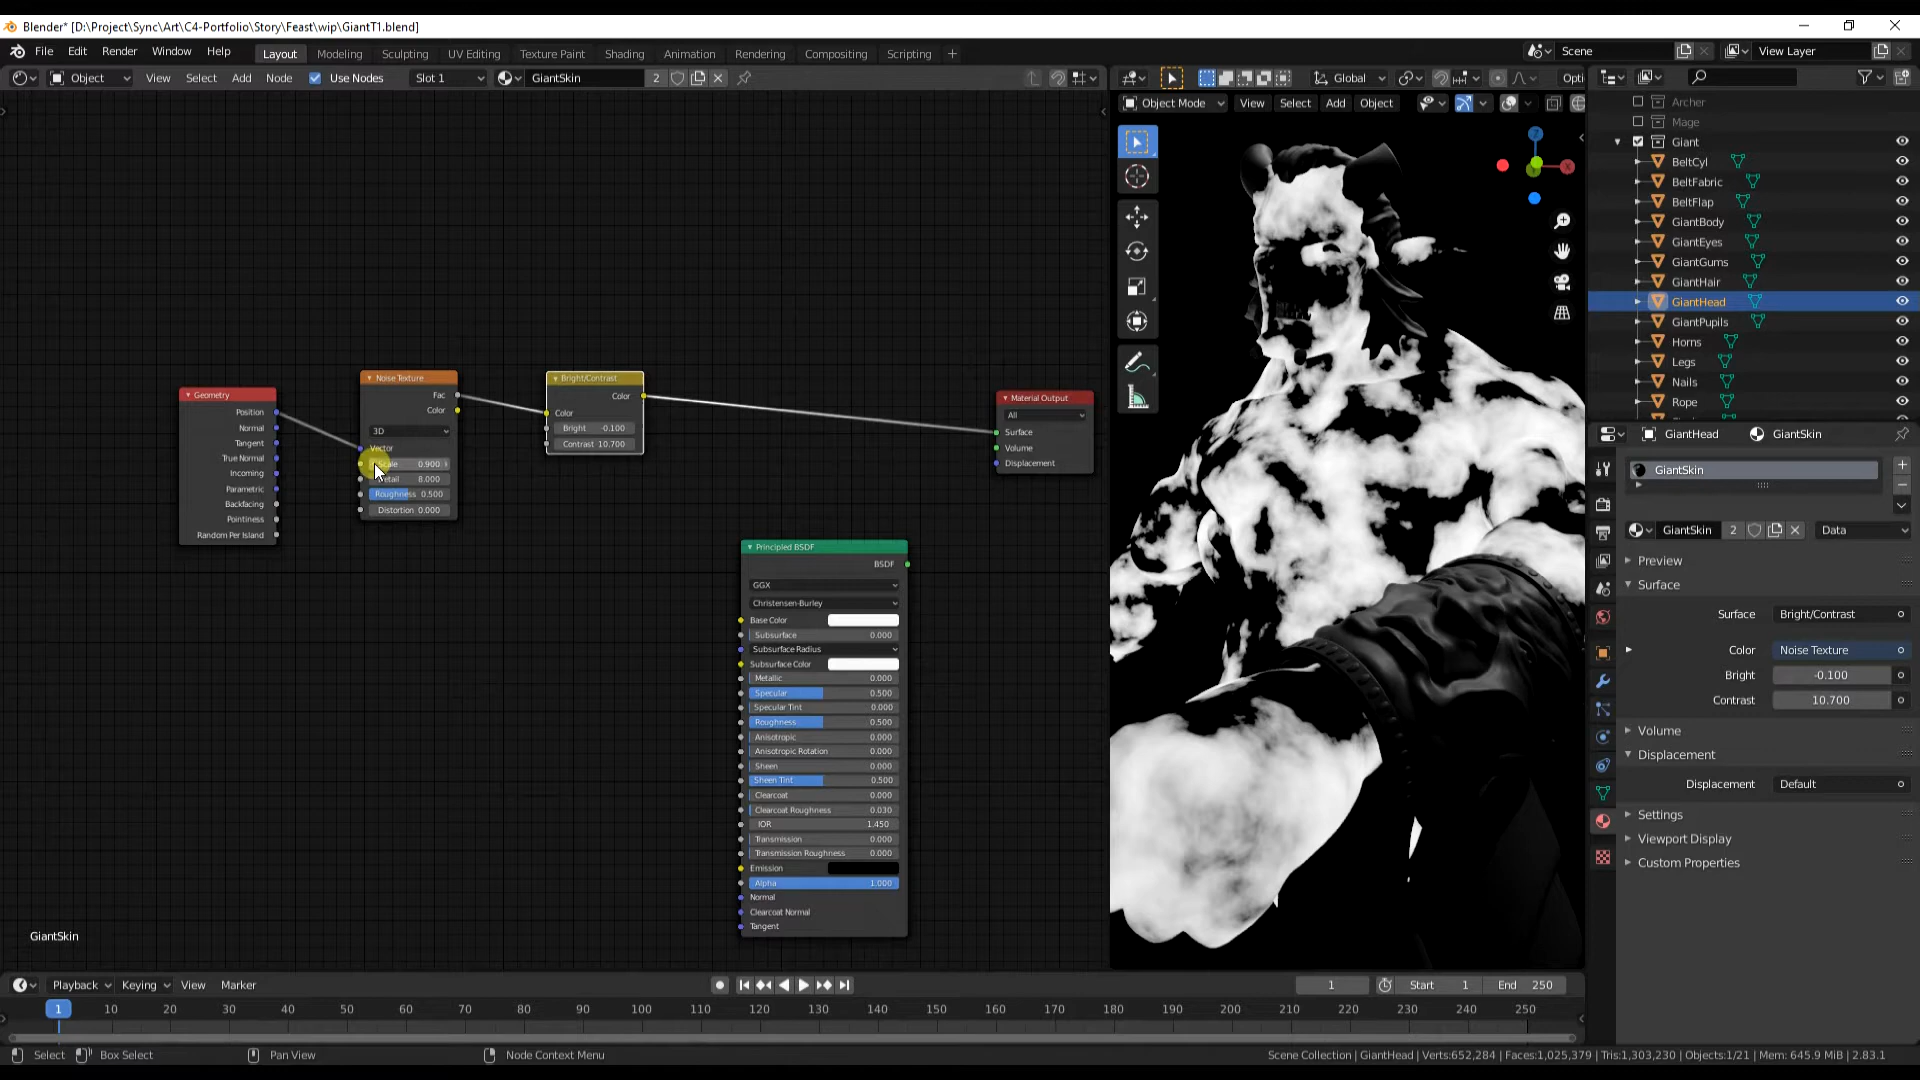 Blender* [D:\Project\Sync\Art\C4-Portfolio\Story\Feast\wip\GiantT1.blend]
File Edit Render Window Help Layout Modeling Sculpting UV Editing Texture Paint Shading Animation Rendering Compositing Scripting + Scene View Layer
Object View Select Add Node Use Nodes Slot 1 GiantSkin 2 Global Opti
Object Mode View Select Add Object
Archer
Mage
Giant
BeltCyl
BeltFabric
BeltFlap
GiantBody
GiantEyes
GiantGums
GiantHair
GiantHead
GiantPupils
Horns
Legs
Nails
Rope
Geometry
Position
Normal
Tangent
True Normal
Incoming
Parametric
Backfacing
Pointiness
Random Per Island
Noise Texture
Fac
Color
3D
Vector
Scale 0.900
Detail 8.000
Roughness 0.500
Distortion 0.000
Bright/Contrast
Color
Color
Bright -0.100
Contrast 10.700
Material Output
All
Surface
Volume
Displacement
Principled BSDF
BSDF
GGX
Christensen-Burley
Base Color
Subsurface 0.000
Subsurface Radius
Subsurface Color
Metallic 0.000
Specular 0.500
Specular Tint 0.000
Roughness 0.500
Anisotropic 0.000
Anisotropic Rotation 0.000
Sheen 0.000
Sheen Tint 0.500
Clearcoat 0.000
Clearcoat Roughness 0.030
IOR 1.450
Transmission 0.000
Transmission Roughness 0.000
Emission
Alpha 1.000
Normal
Clearcoat Normal
Tangent
GiantSkin
GiantHead GiantSkin
GiantSkin
GiantSkin 2 Data
Preview
Surface
Surface Bright/Contrast
Color Noise Texture
Bright -0.100
Contrast 10.700
Volume
Displacement
Displacement Default
Settings
Viewport Display
Custom Properties
Playback Keying View Marker 1 Start 1 End 250
1 10 20 30 40 50 60 70 80 90 100 110 120 130 140 150 160 170 180 190 200 210 220 230 240 250
Select Box Select Pan View Node Context Menu Scene Collection | GiantHead | Verts:652,284 | Faces:1,025,379 | Tris:1,303,230 | Objects:1/21 | Mem: 645.9 MiB | 2.83.1